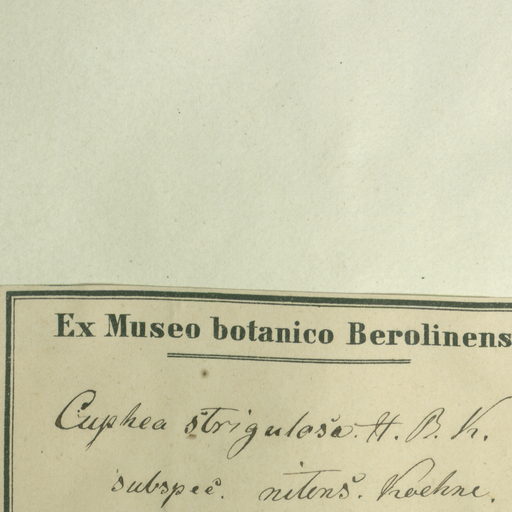 Ex Museo botanico Berolinens
Cuphea strigulosa. H. B. K.
subspec. nitens. Koehne.